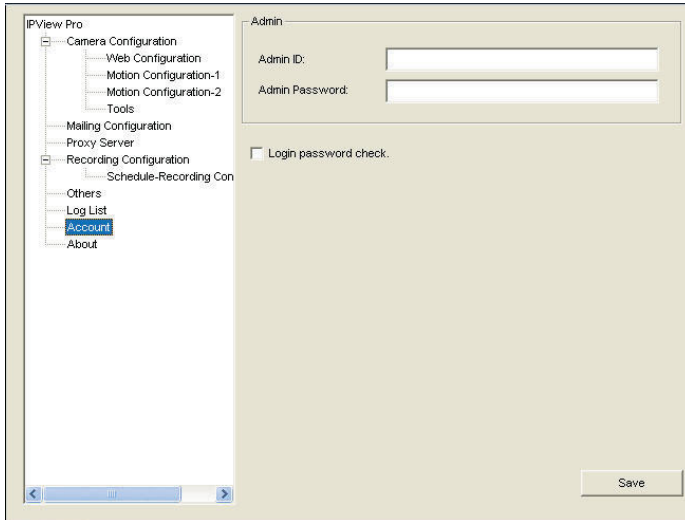 IPView Pro
Camera Configuration
Web Configuration
Motion Configuration-1
Motion Configuration-2
Tools
Mailing Configuration
Proxy Server
Recording Configuration
Schedule-Recording Con
Others
Log List
Account
About
Admin
Admin ID:
Admin Password:
Login password check.
Save